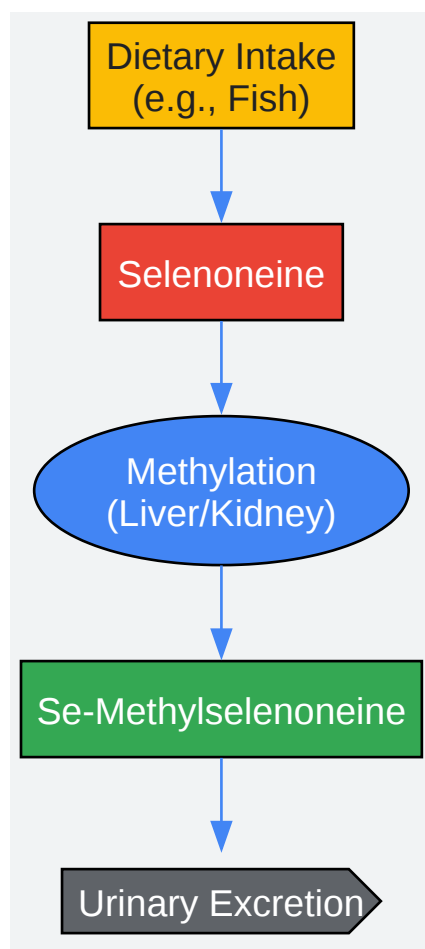 Dietary Intake
(e.g., Fish)
Selenoneine
Methylation
(Liver/Kidney)
Se-Methylselenoneine
Urinary Excretion